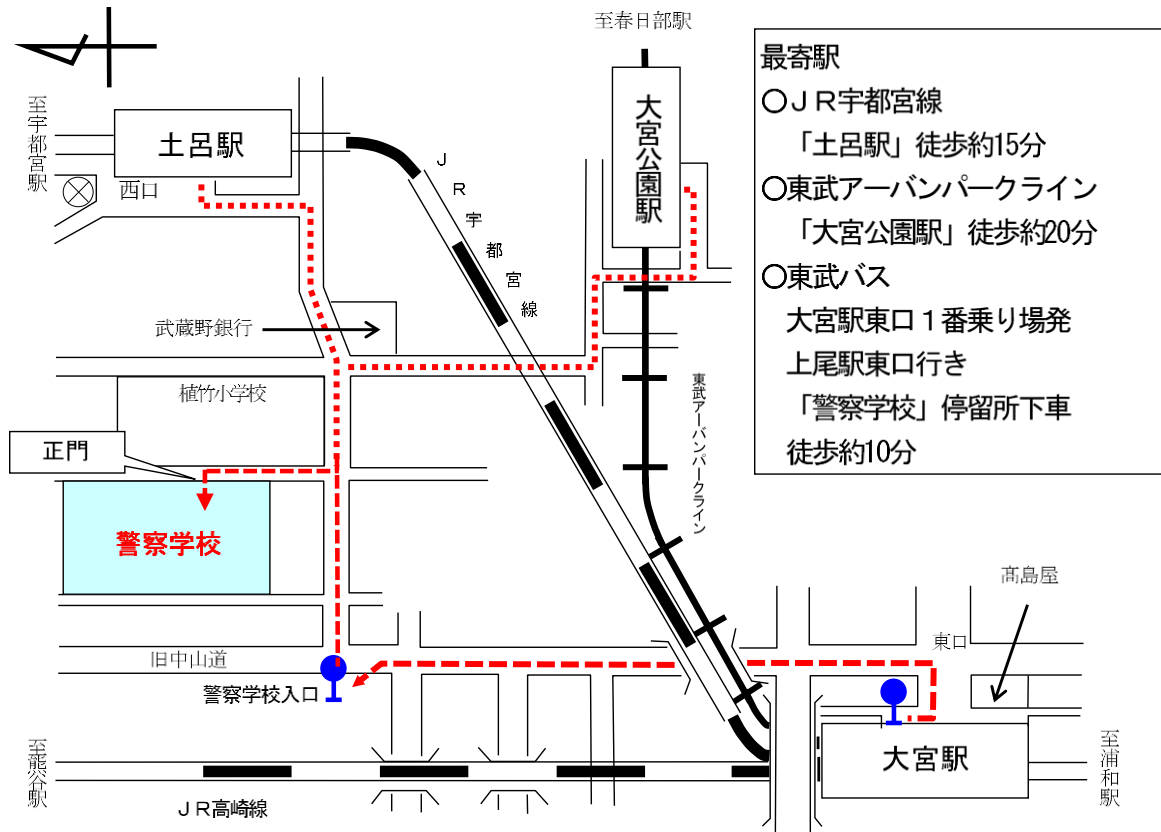 至春日部駅
最寄駅
○ＪＲ宇都宮線
「土呂駅」徒歩約15分
○東武アーバンパークライン
「大宮公園駅」徒歩約20分
○東武バス
大宮駅東口１番乗り場発
上尾駅東口行き
「警察学校」停留所下車
徒歩約10分
至宇都宮駅
土呂駅
西口
大宮公園駅
ＪＲ宇都宮線
武蔵野銀行
植竹小学校
東武アーバンパークライン
正門
警察学校
髙島屋
旧中山道
東口
警察学校入口
大宮駅
至熊谷駅
至浦和駅
ＪＲ高崎線